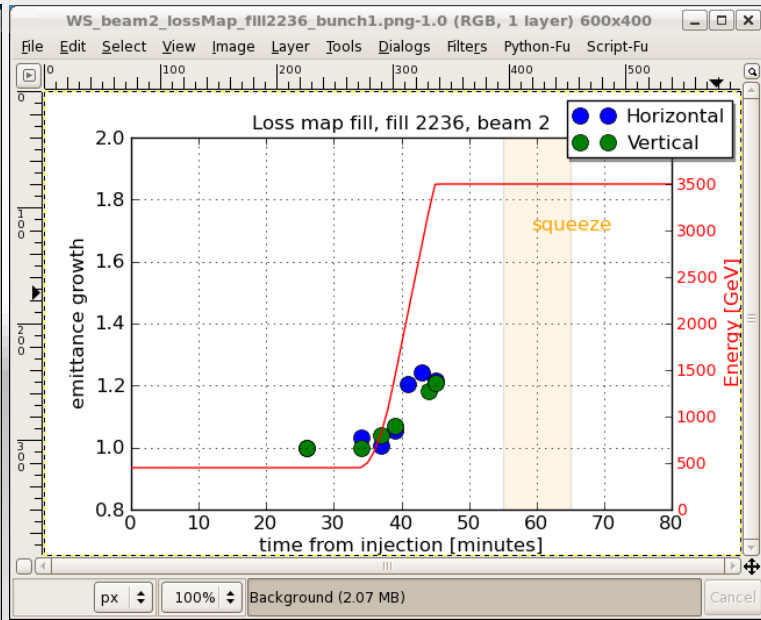 WS_beam2_lossMap_fill2236_bunch1.png-1.0 (RGB, 1 layer) 600x400
File Edit Select View Image Layer Tools Dialogs Filters Python-Fu Script-Fu
0 100 200 300 400 500
0
100
200
300
Loss map fill, fill 2236, beam 2
Horizontal
Vertical
2.0
1.8
1.6
1.4
1.2
1.0
0.8
emittance growth
squeeze
3500
3000
2500
2000
1500
1000
500
0
Energy [GeV]
0 10 20 30 40 50 60 70 80
time from injection [minutes]
px 100% Background (2.07 MB) Cancel